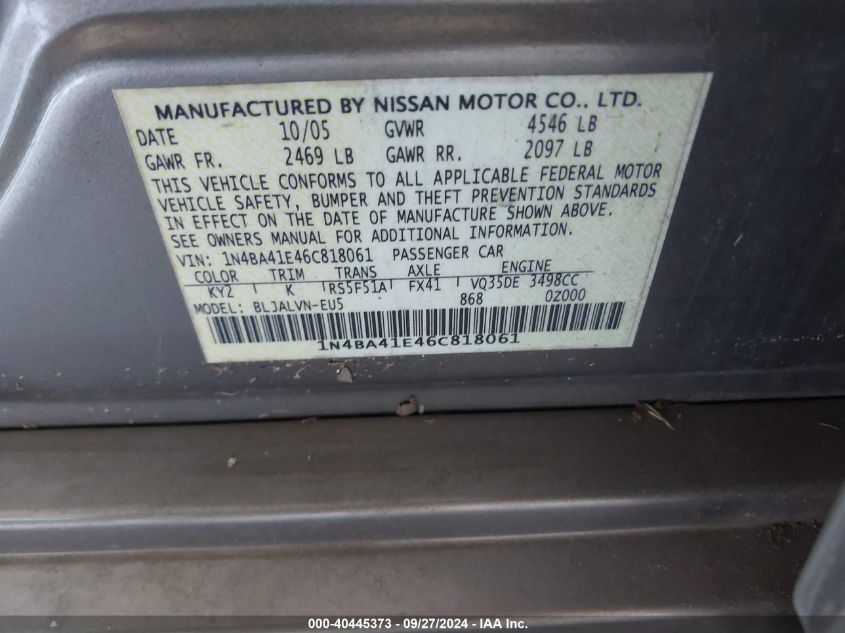 MANUFACTURED BY NISSAN MOTOR CO., LTD.
DATE 10/05 GVWR 4546 LB
GAWR FR. 2469 LB GAWR RR. 2097 LB
THIS VEHICLE CONFORMS TO ALL APPLICABLE FEDERAL MOTOR
VEHICLE SAFETY, BUMPER AND THEFT PREVENTION STANDARDS
IN EFFECT ON THE DATE OF MANUFACTURE SHOWN ABOVE.
SEE OWNERS MANUAL FOR ADDITIONAL INFORMATION.
VIN: 1N4BA41E46C818061 PASSENGER CAR
COLOR TRIM TRANS AXLE ENGINE
KY2 K RS5F51A FX41 VQ35DE 3498CC
MODEL: BLJALVN-EU5 868 0Z000
1N4BA41E46C818061
000-40445373 - 09/27/2024 - IAA Inc.